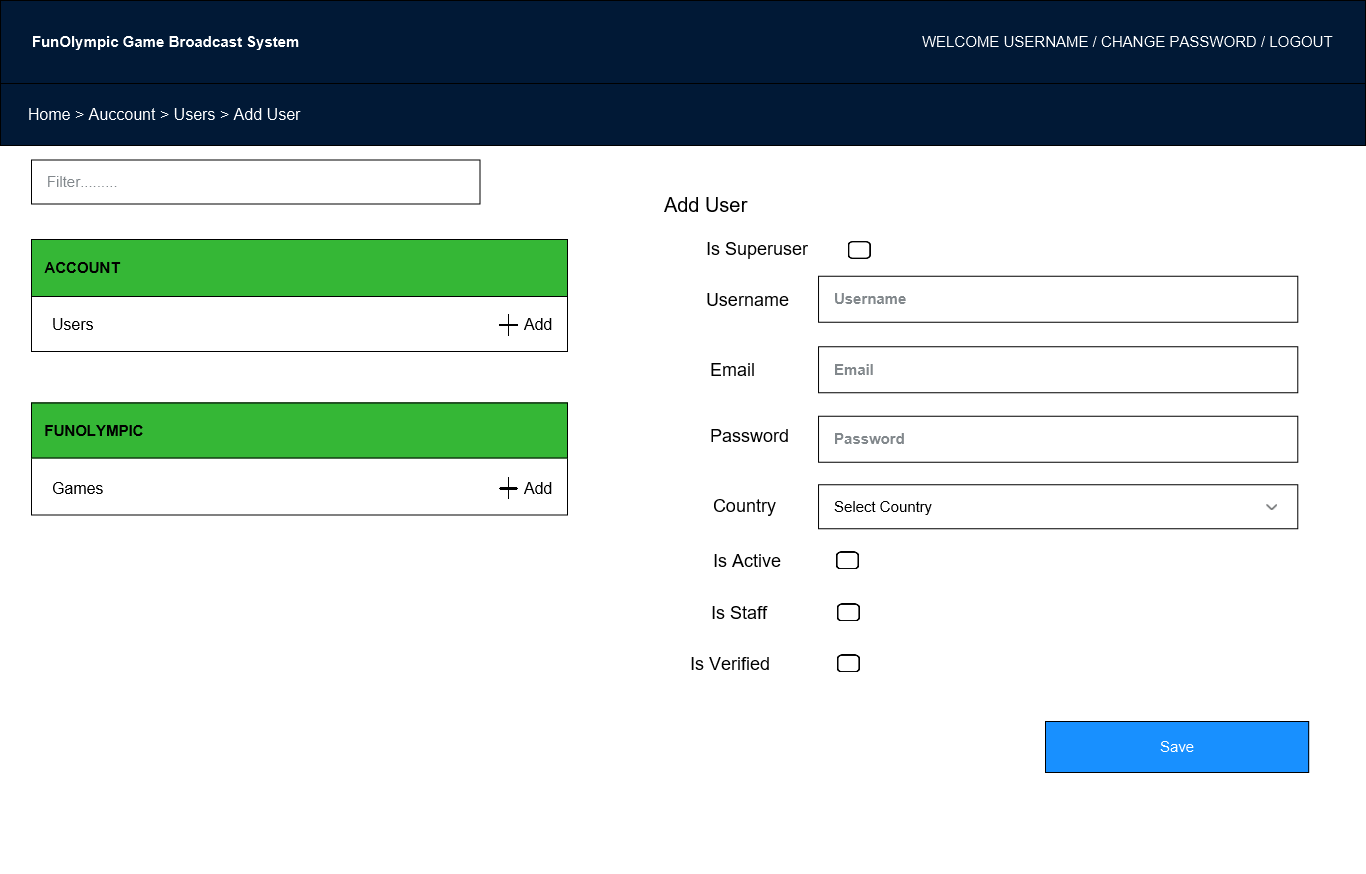 FunOlympic Game Broadcast System
WELCOME USERNAME / CHANGE PASSWORD / LOGOUT
Home > Auccount > Users > Add User
Filter.........
ACCOUNT
Users
Add
FUNOLYMPIC
Games
Add
Add User
Is Superuser
Username
Username
Email
Email
Password
Password
Country
Select Country
Is Active
Is Staff
Is Verified
Save